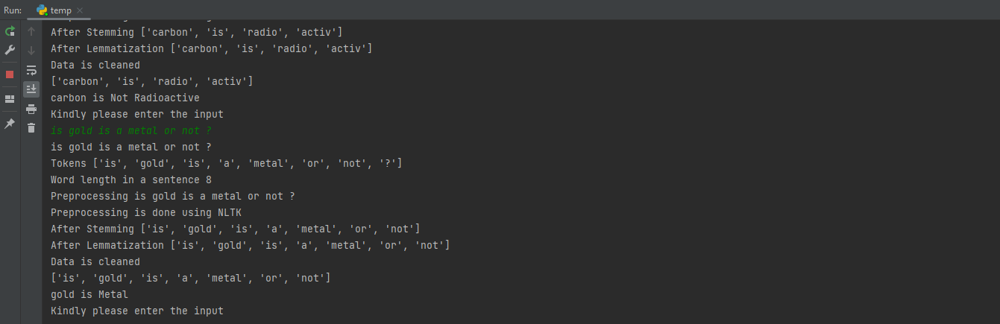 Run: temp
After Stemming ['carbon', 'is', 'radio', 'activ']
After Lemmatization ['carbon', 'is', 'radio', 'activ']
Data is cleaned
['carbon', 'is', 'radio', 'activ']
carbon is Not Radioactive
Kindly please enter the input
is gold is a metal or not ?
is gold is a metal or not ?
Tokens ['is', 'gold', 'is', 'a', 'metal', 'or', 'not', '?']
Word length in a sentence 8
Preprocessing is gold is a metal or not ?
Preprocessing is done using NLTK
After Stemming ['is', 'gold', 'is', 'a', 'metal', 'or', 'not']
After Lemmatization ['is', 'gold', 'is', 'a', 'metal', 'or', 'not']
Data is cleaned
['is', 'gold', 'is', 'a', 'metal', 'or', 'not']
gold is Metal
Kindly please enter the input